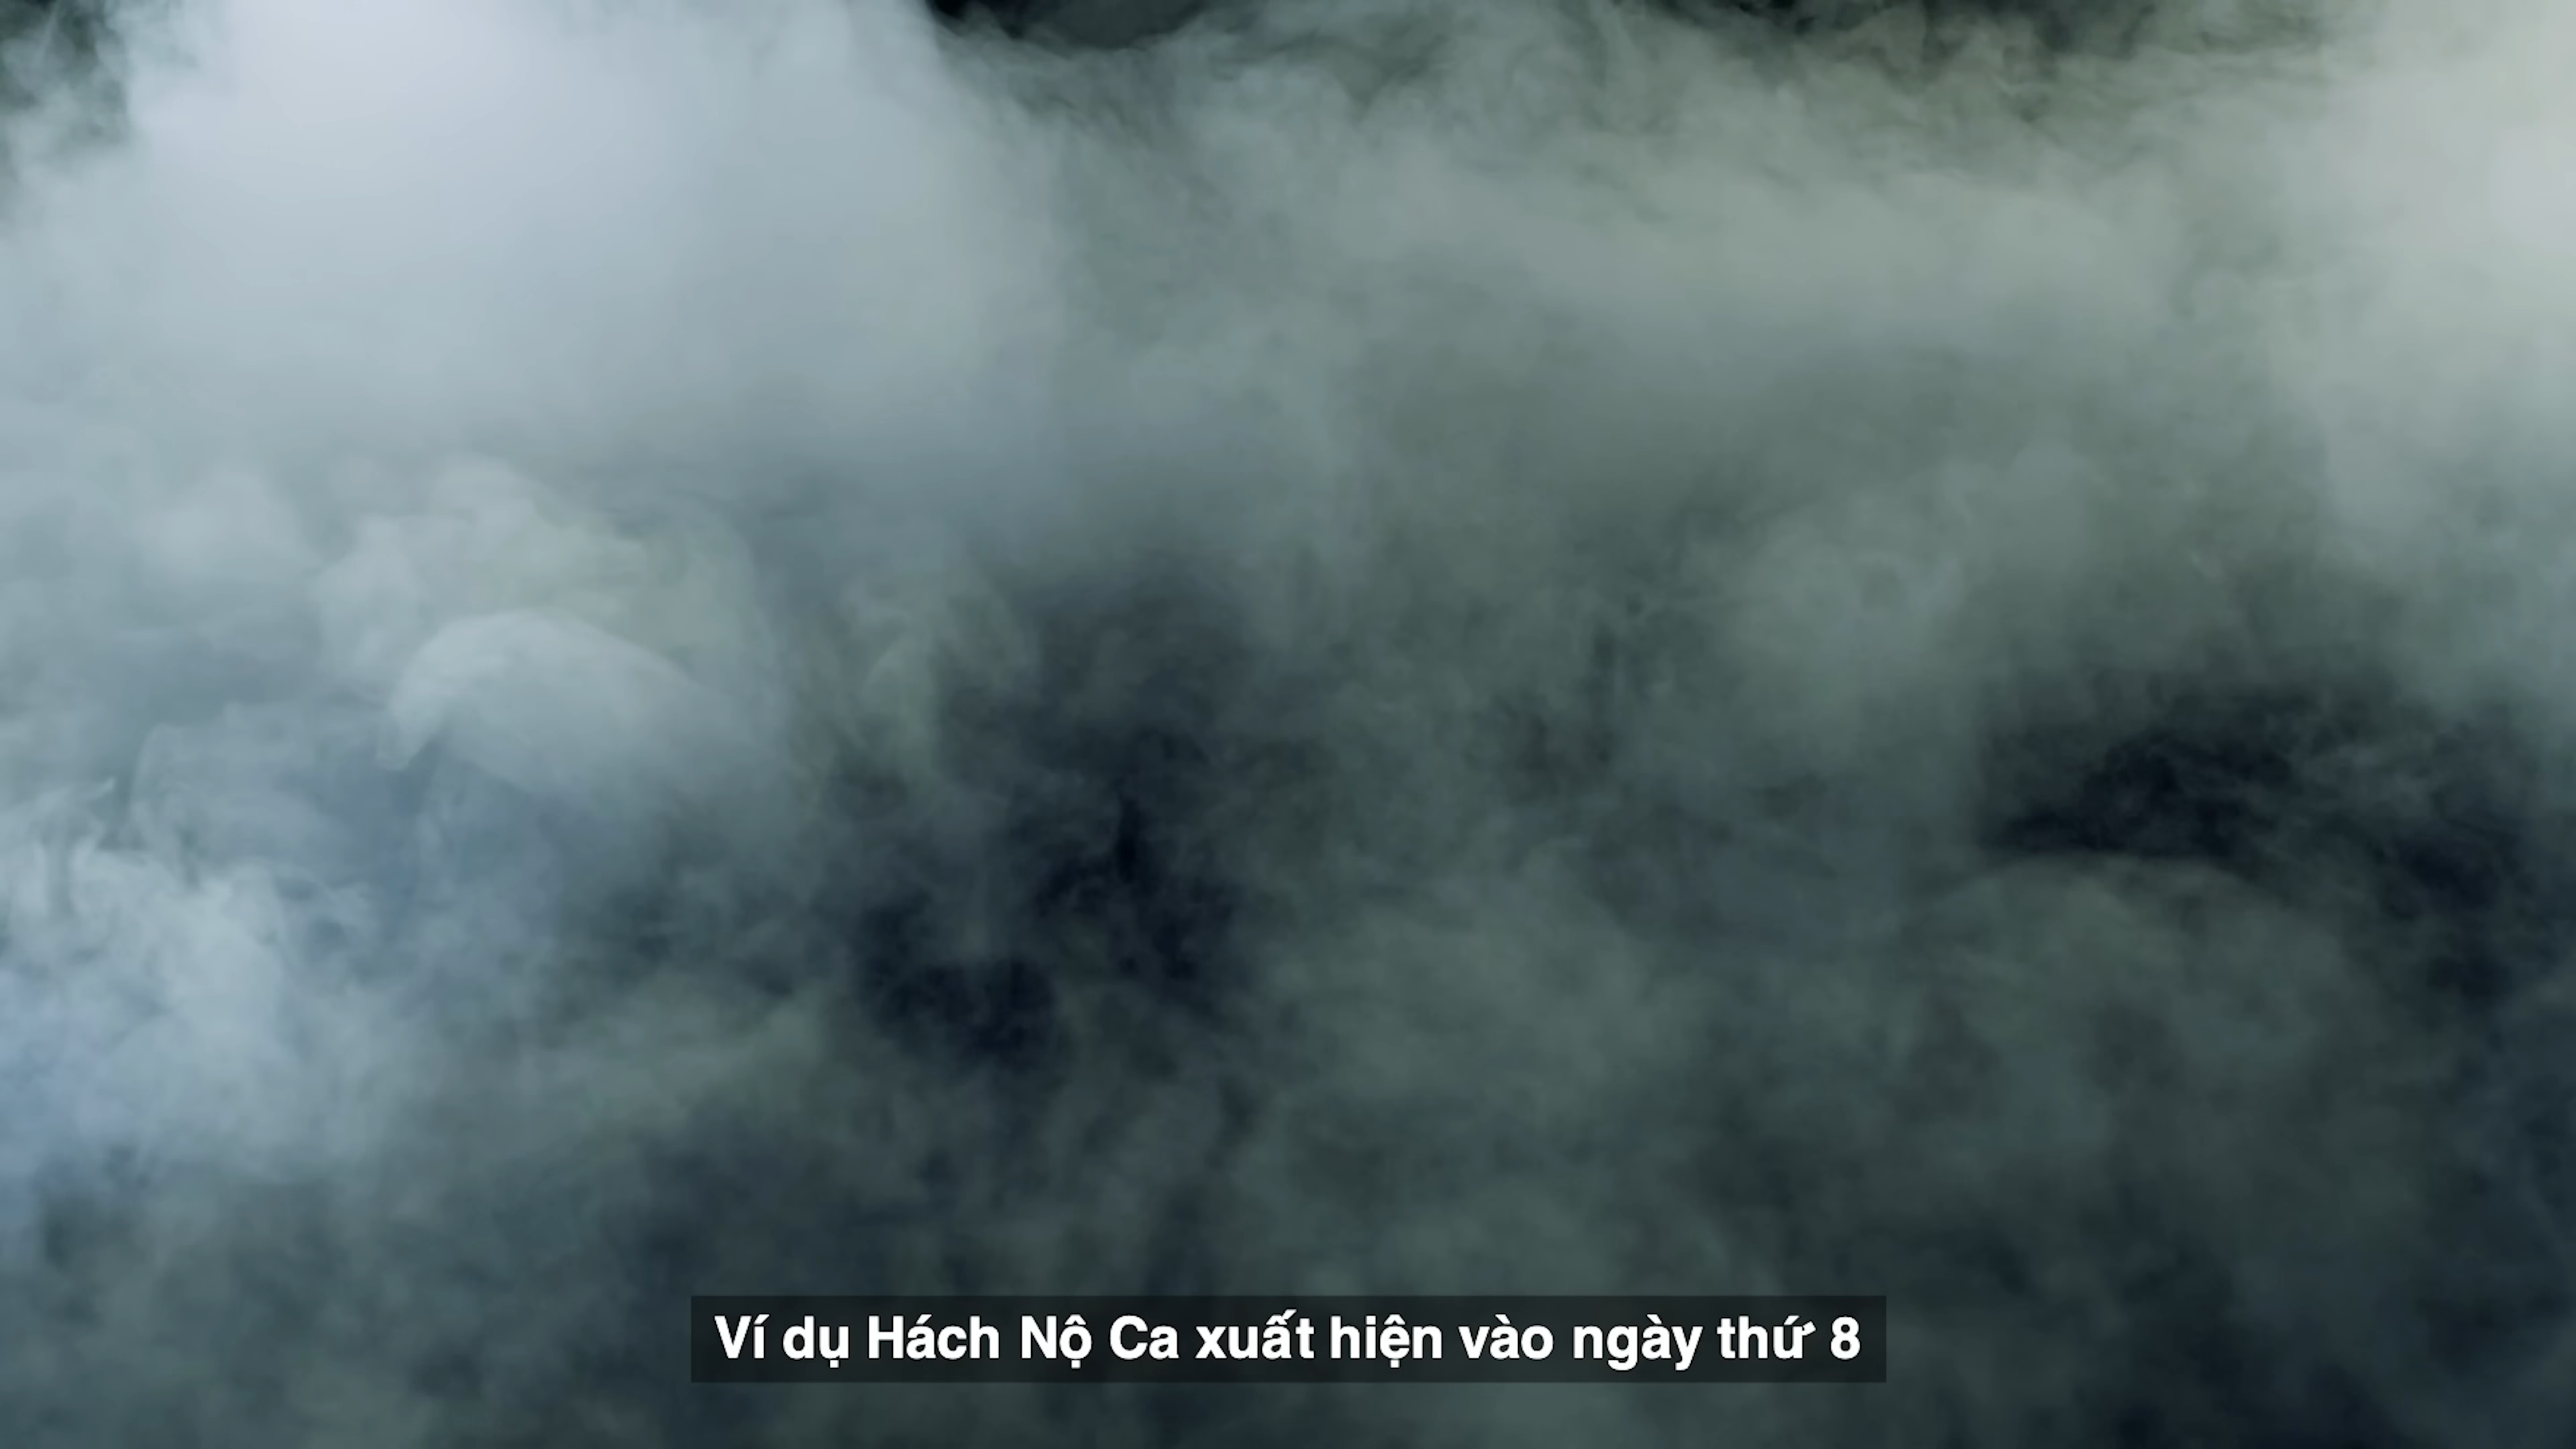 Ví dụ Hách Nộ Ca xuất hiện vào ngày thứ 8